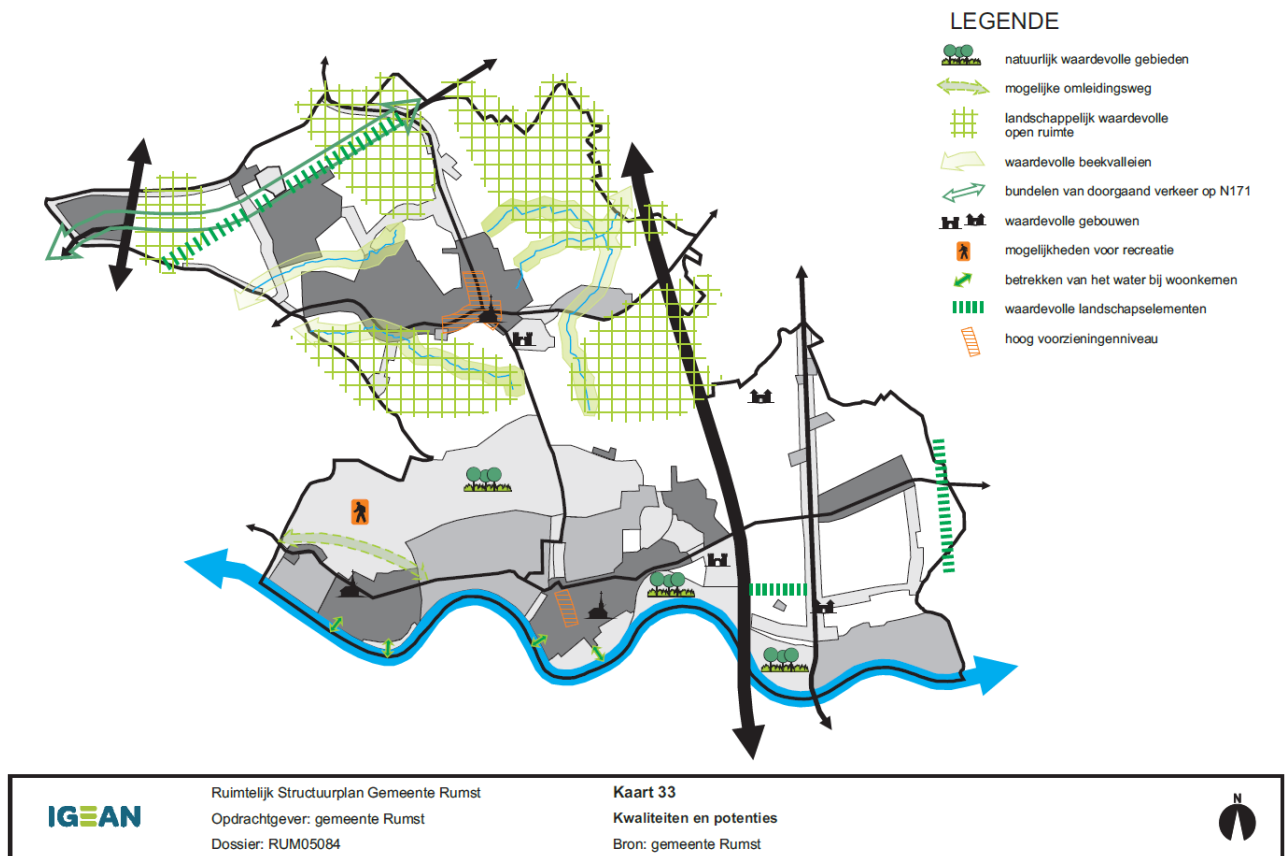 LEGENDE
natuurlijk waardevolle gebieden
mogelijke omleidingsweg
landschappelijk waardevolle
open ruimte
waardevolle beekvalleien
bundelen van doorgaand verkeer op N171
waardevolle gebouwen
mogelijkheden voor recreatie
betrekken van het water bij woonkernen
waardevolle landschapselementen
hoog voorzieningenniveau
IGEAN
Ruimtelijk Structuurplan Gemeente Rumst
Opdrachtgever: gemeente Rumst
Dossier: RUM05084
Kaart 33
Kwaliteiten en potenties
Bron: gemeente Rumst
N